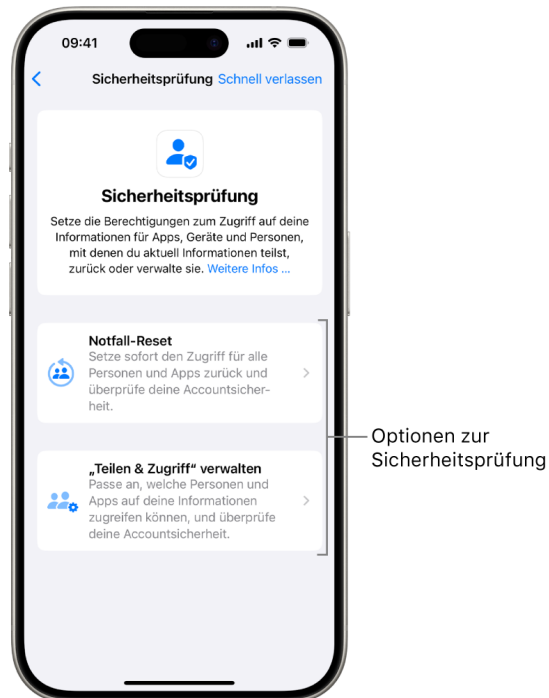 09:41
Sicherheitsprüfung Schnell verlassen
Sicherheitsprüfung
Setze die Berechtigungen zum Zugriff auf deine
Informationen für Apps, Geräte und Personen,
mit denen du aktuell Informationen teilst,
zurück oder verwalte sie. Weitere Infos ...
Notfall-Reset
Setze sofort den Zugriff für alle
Personen und Apps zurück und
überprüfe deine Accountsicher-
heit.
„Teilen & Zugriff“ verwalten
Passe an, welche Personen und
Apps auf deine Informationen
zugreifen können, und überprüfe
deine Accountsicherheit.
Optionen zur
Sicherheitsprüfung